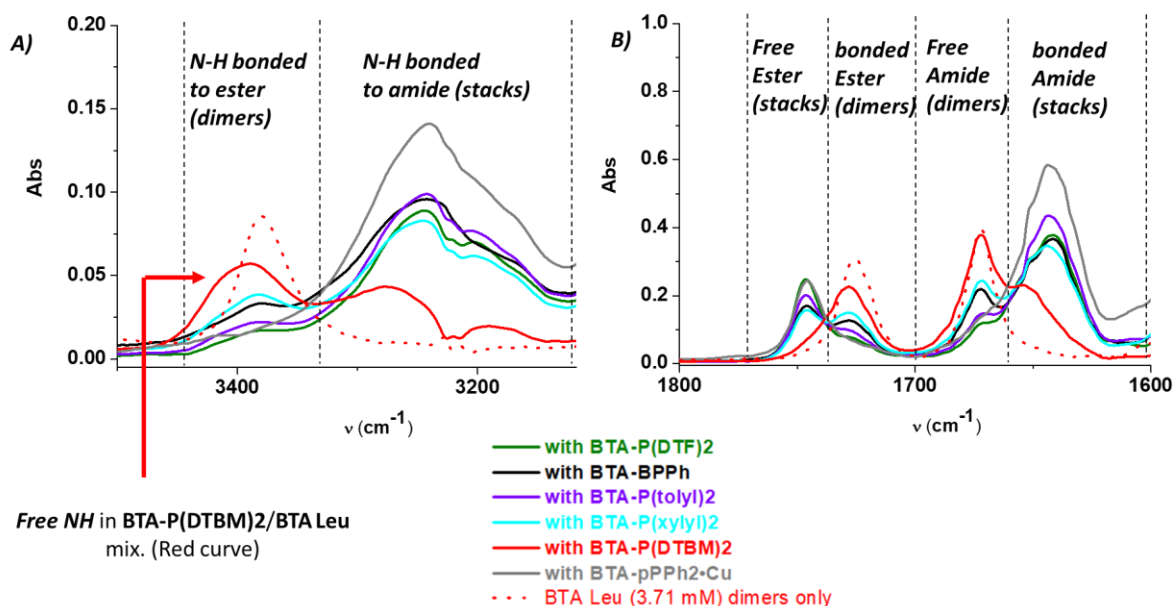 A)
N-H bonded
to ester
(dimers)
N-H bonded
to amide (stacks)
0.20
0.15
0.10
0.05
0.00
Abs
3400
3200
ν (cm-1)
Free NH in BTA-P(DTBM)2/BTA Leu
mix. (Red curve)
B)
Free
Ester
(stacks)
bonded
Ester
(dimers)
Free
Amide
(dimers)
bonded
Amide
(stacks)
1.0
0.8
0.6
0.4
0.2
0.0
Abs
1800
1700
1600
ν (cm-1)
with BTA-P(DTF)2
with BTA-BPPh
with BTA-P(tolyl)2
with BTA-P(xylyl)2
with BTA-P(DTBM)2
with BTA-pPPh2•Cu
BTA Leu (3.71 mM) dimers only